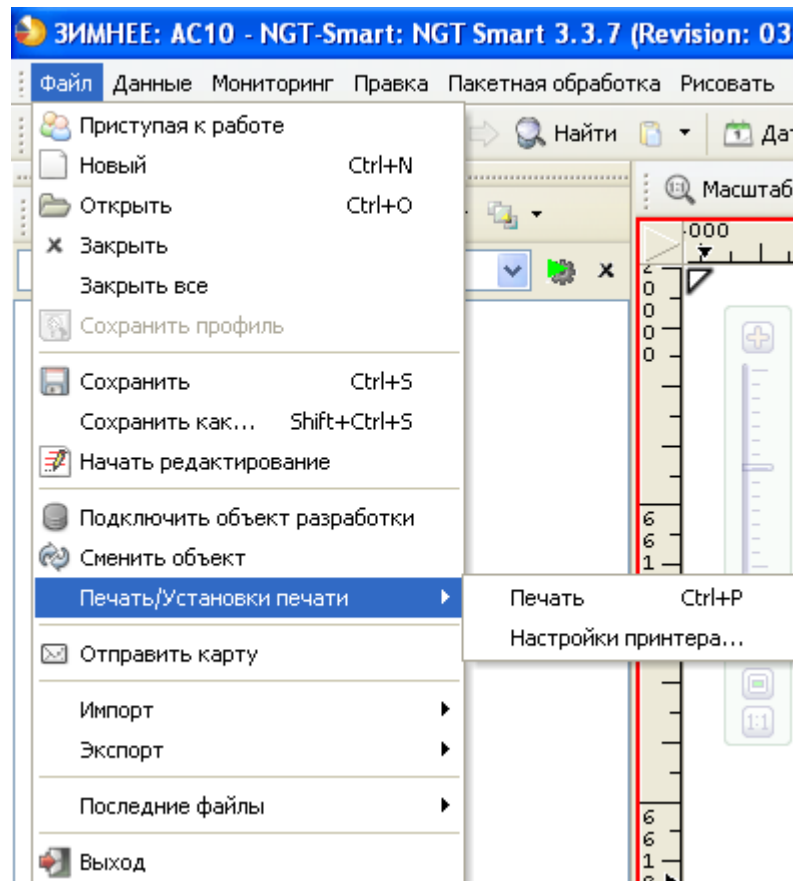 ЗИМНЕЕ: АС10 - NGT-Smart: NGT Smart 3.3.7 (Revision: 03
Файл Данные Мониторинг Правка Пакетная обработка Рисовать
Приступая к работе
Найти
Новый Ctrl+N
Открыть Ctrl+O
Масштаб
Закрыть
Закрыть все
Сохранить профиль
Сохранить Ctrl+S
Сохранить как... Shift+Ctrl+S
Начать редактирование
Подключить объект разработки
Сменить объект
Печать/Установки печати
Печать Ctrl+P
Настройки принтера...
Отправить карту
1:1
Импорт
Экспорт
Последние файлы
Выход